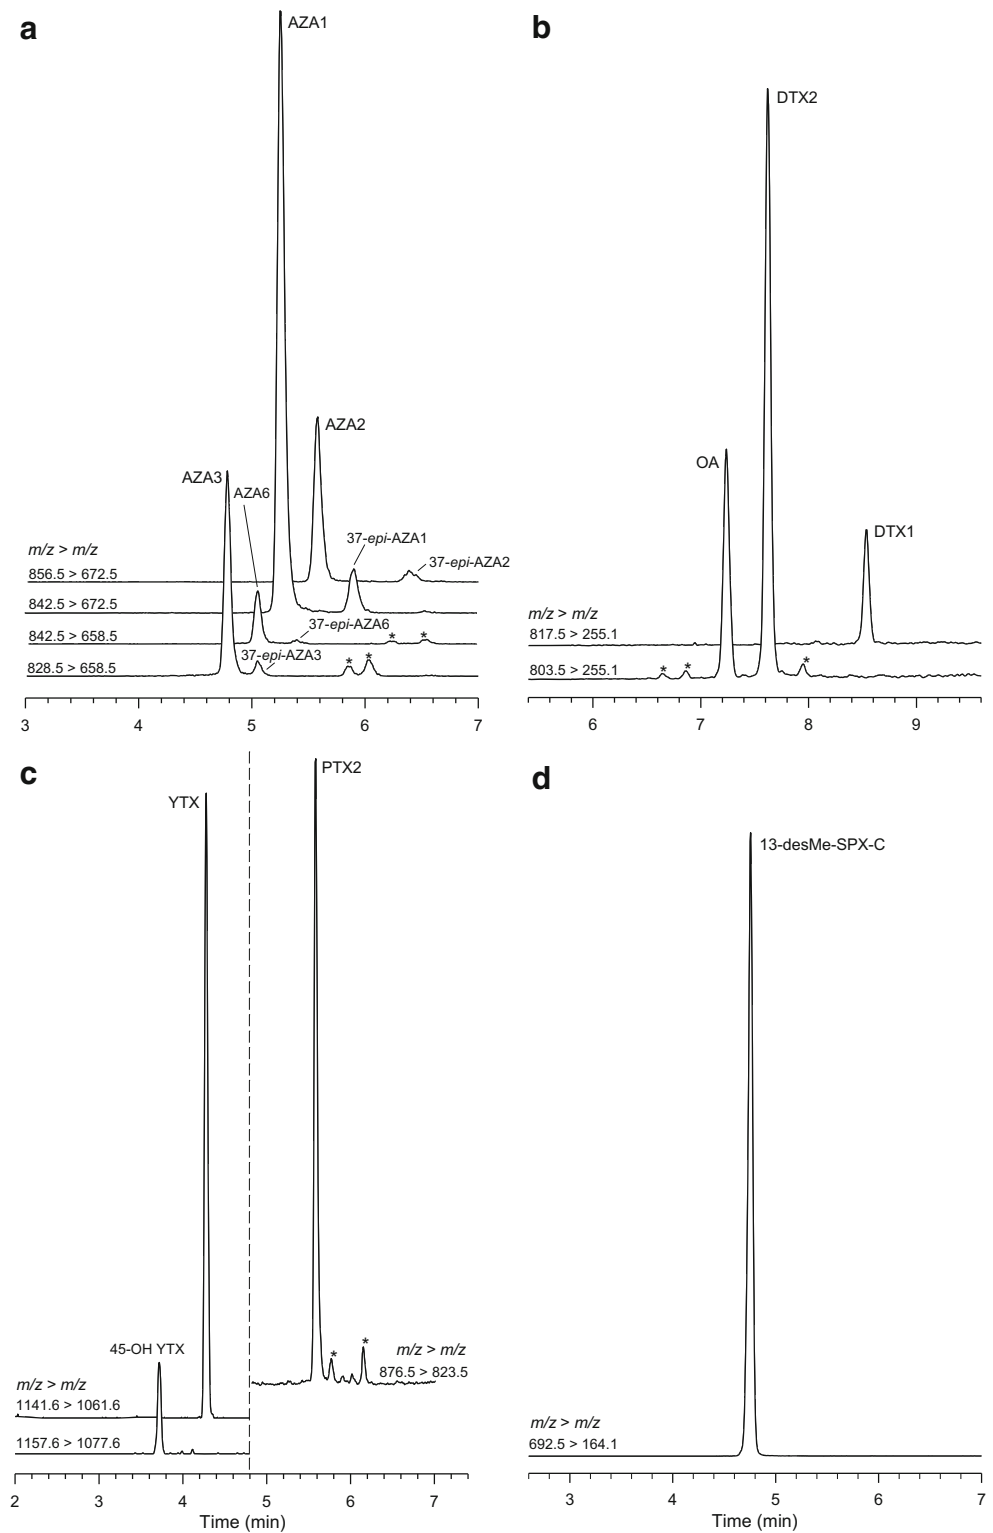 a
AZA1
AZA2
AZA3
AZA6
37-epi-AZA1
37-epi-AZA2
m/z > m/z
856.5 > 672.5
842.5 > 672.5
37-epi-AZA6
842.5 > 658.5
* *
37-epi-AZA3
828.5 > 658.5
* *
3 4 5 6 7
b
DTX2
OA
DTX1
m/z > m/z
817.5 > 255.1
803.5 > 255.1
* * *
6 7 8 9
c
PTX2
YTX
45-OH YTX
* *
m/z > m/z
876.5 > 823.5
m/z > m/z
1141.6 > 1061.6
1157.6 > 1077.6
2 3 4 5 6 7
Time (min)
d
13-desMe-SPX-C
m/z > m/z
692.5 > 164.1
3 4 5 6 7
Time (min)